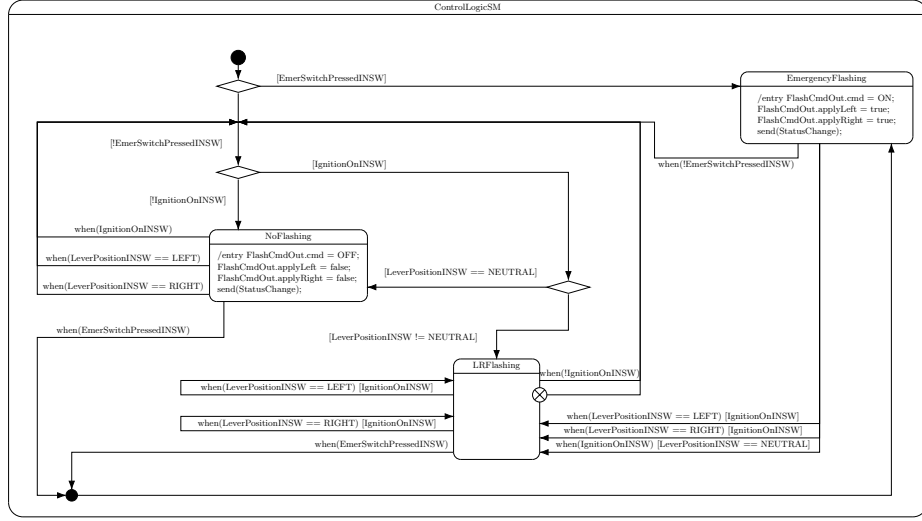 ControlLogicSM
[EmerSwitchPressedINSW]
EmergencyFlashing
/entry FlashCmdOut.cmd = ON;
FlashCmdOut.applyLeft = true;
FlashCmdOut.applyRight = true;
send(StatusChange);
[!EmerSwitchPressedINSW]
[IgnitionOnINSW]
when(!EmerSwitchPressedINSW)
[!IgnitionOnINSW]
when(IgnitionOnINSW)
NoFlashing
/entry FlashCmdOut.cmd = OFF;
FlashCmdOut.applyLeft = false;
FlashCmdOut.applyRight = false;
send(StatusChange);
when(LeverPositionINSW == LEFT)
[LeverPositionINSW == NEUTRAL]
when(LeverPositionINSW == RIGHT)
when(EmerSwitchPressedINSW)
[LeverPositionINSW != NEUTRAL]
LRFlashing
when(!IgnitionOnINSW)
when(LeverPositionINSW == LEFT) [IgnitionOnINSW]
when(LeverPositionINSW == LEFT) [IgnitionOnINSW]
when(LeverPositionINSW == RIGHT) [IgnitionOnINSW]
when(LeverPositionINSW == RIGHT) [IgnitionOnINSW]
when(EmerSwitchPressedINSW)
when(IgnitionOnINSW) [LeverPositionINSW == NEUTRAL]